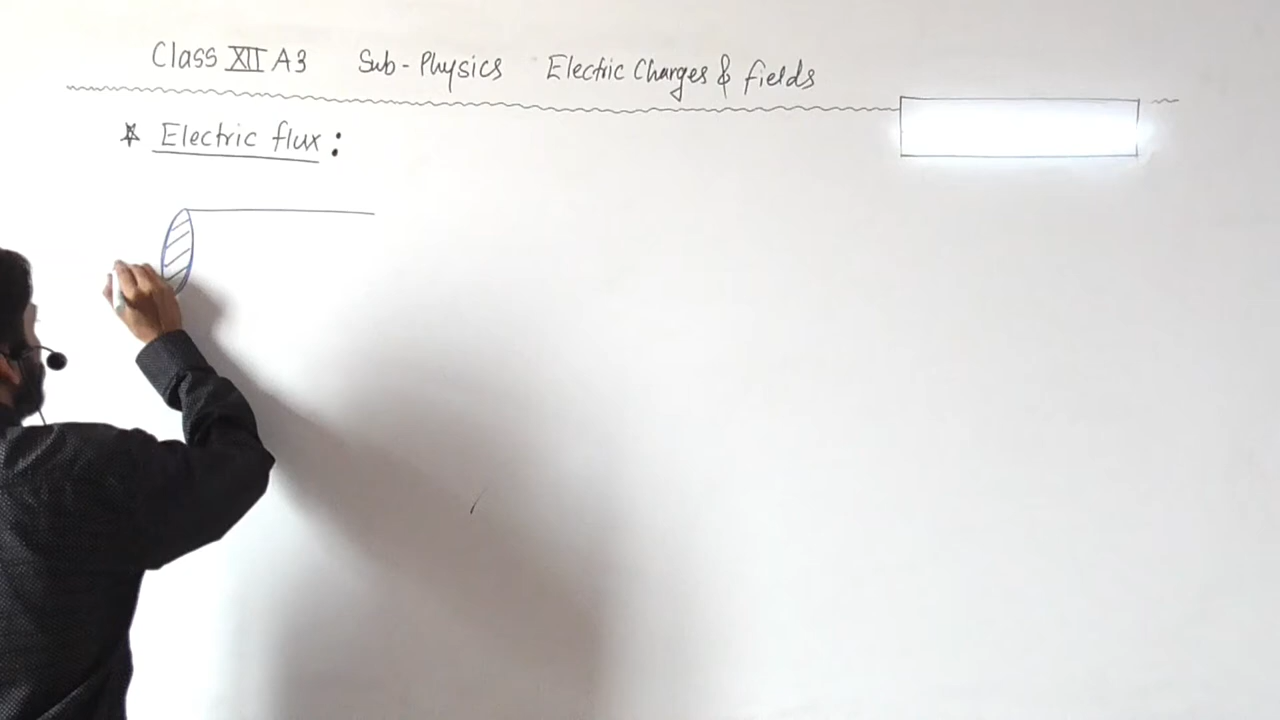 Class XII A3 Sub-Physics Electric Charges & fields
* Electric flux :